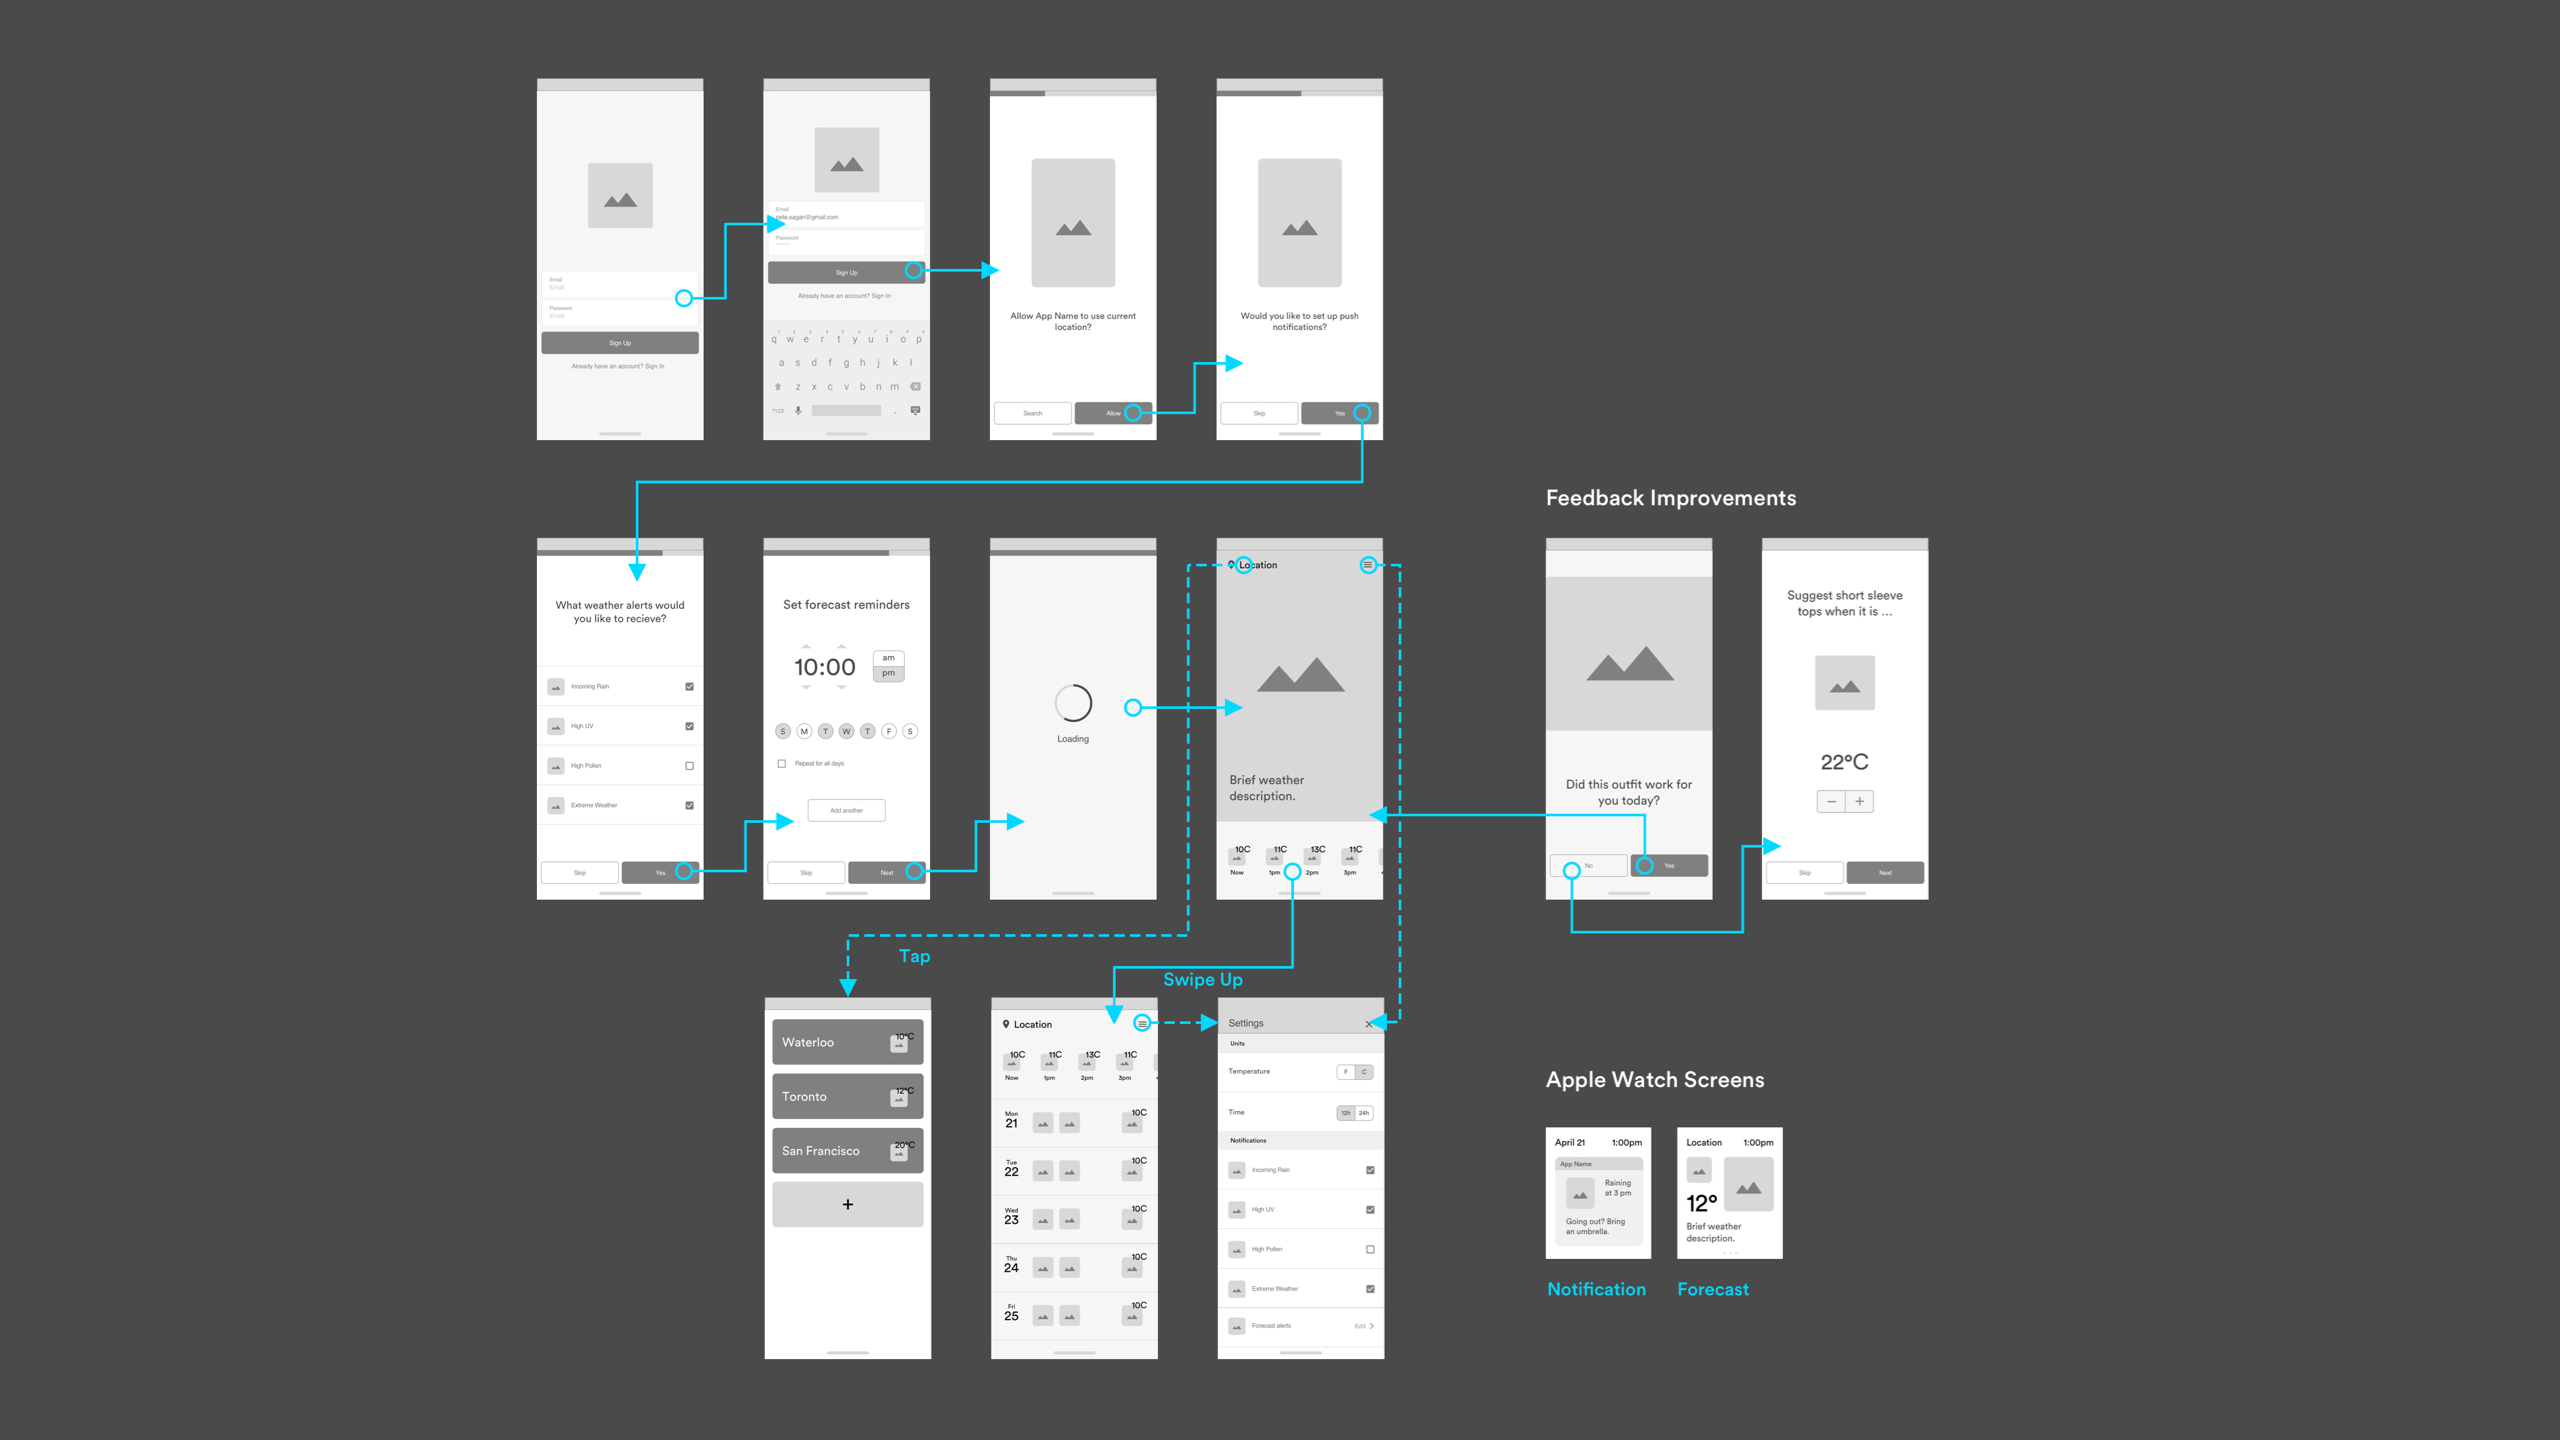 Email
Email
Password
Email
Sign Up
Already have an account? Sign In
Email
pete.sagan@gmail.com
Password
Sign Up
Already have an account? Sign In
1 2 3 4 5 6 7 8 9 0
q w e r t y u i o p
a s d f g h j k l
z x c v b n m
?123 .
Allow App Name to use current
location?
Search Allow
Would you like to set up push
notifications?
Skip Yes
What weather alerts would
you like to recieve?
Incoming Rain
High UV
High Pollen
Extreme Weather
Skip Yes
Set forecast reminders
10:00 am
pm
S M T W T F S
Repeat for all days
Add another
Skip Next
Loading
Location
Brief weather
description.
10C 11C 13C 11C
Now 1pm 2pm 3pm
Feedback Improvements
Did this outfit work for
you today?
No Yes
Suggest short sleeve
tops when it is ...
22°C
− +
Skip Next
Tap
Swipe Up
Waterloo 10°C
Toronto 12°C
San Francisco 20°C
+
Location
10C 11C 13C 11C
Now 1pm 2pm 3pm
Mon
21 10C
Tue
22 10C
Wed
23 10C
Thu
24 10C
Fri
25 10C
Settings
Units
Temperature F C
Time 12h 24h
Notifications
Incoming Rain
High UV
High Pollen
Extreme Weather
Forecast alerts Edit
Apple Watch Screens
April 21 1:00pm
App Name
Raining
at 3 pm
Going out? Bring
an umbrella.
Notification
Location 1:00pm
12°
Brief weather
description.
Forecast